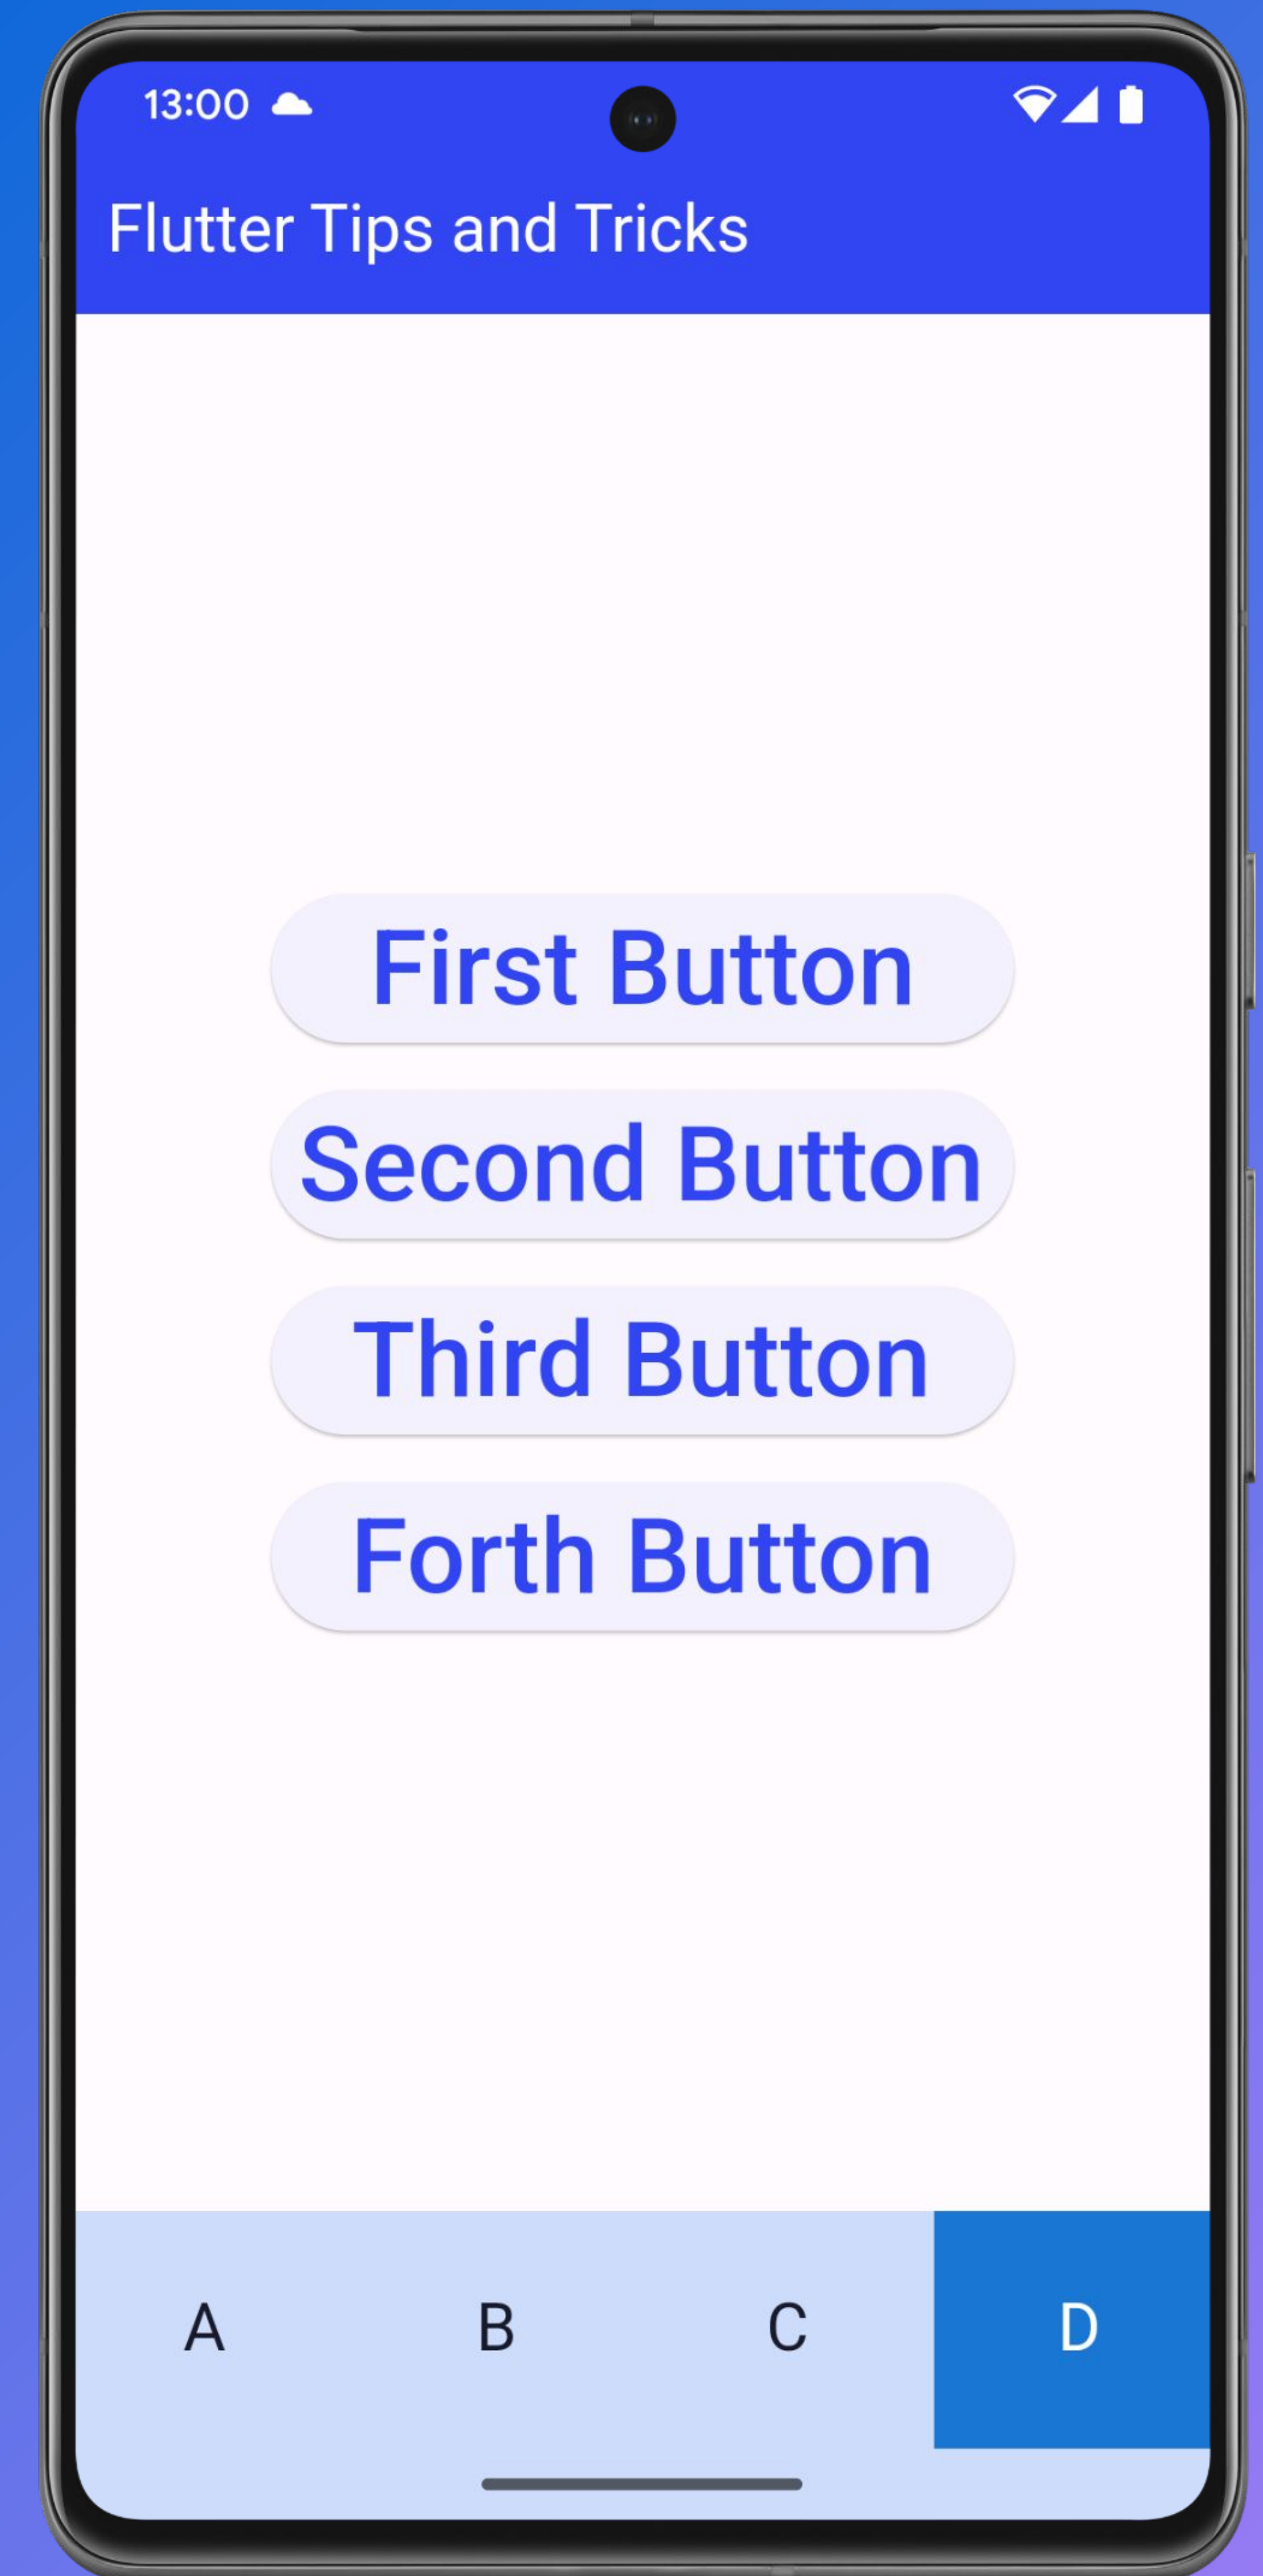 13:00
Flutter Tips and Tricks
First Button
Second Button
Third Button
Forth Button
A B C D